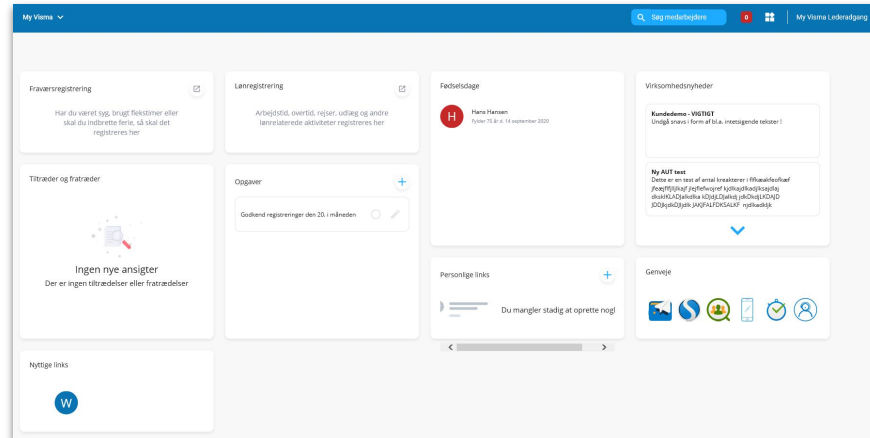 My Visma
Søg medarbejdere
0
My Visma Lederadgang
Fraværsregistrering
Har du været syg, brugt flekstimer eller
skal du indbrette ferie, så skal det
registreres her
Lønregistrering
Arbejdstid, overtid, rejser, udlæg og andre
lønrelaterede aktiviteter registreres her
Fødselsdage
H
Hans Hansen
Fylder 75 år d. 14 september 2020
Virksomhedsnyheder
Kundedemo - VIGTIGT
Undgå snavs i form af bl.a. intetsigende tekster !
Ny AUT test
Dette er en test af antal kreakterer i
Tiltræder og fratræder
Ingen nye ansigter
Der er ingen tiltrædelser eller fratrædelser
Opgaver
Godkend registreringer den 20. i måneden
Personlige links
Du mangler stadig at oprette nogl
Genveje
Nyttige links
W